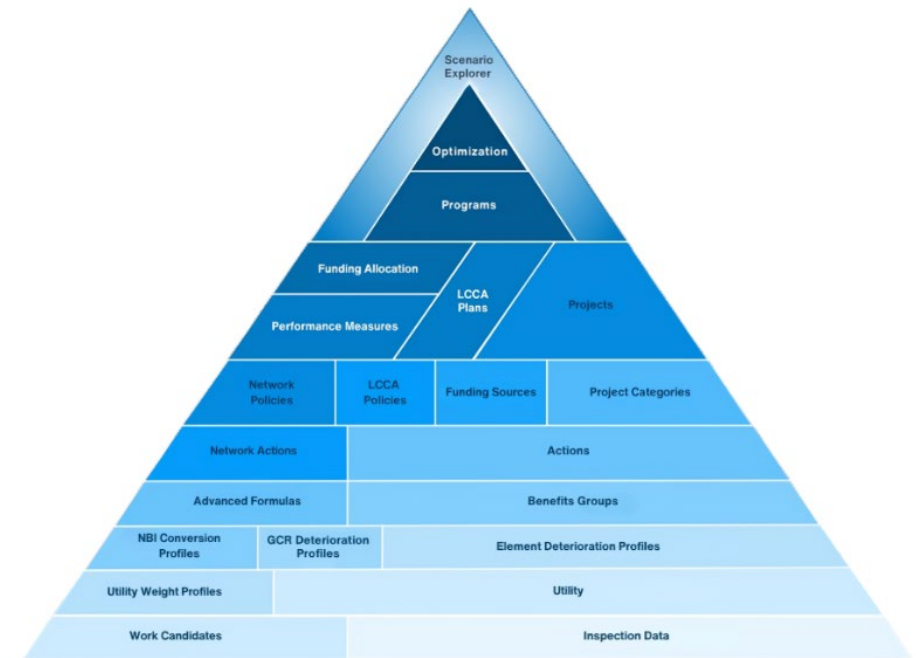 Scenario
Explorer
Optimization
Programs
Funding Allocation
LCCA
Plans
Projects
Performance Measures
Network
Policies
LCCA
Policies
Funding Sources
Project Categories
Network Actions
Actions
Advanced Formulas
Benefits Groups
NBI Conversion
Profiles
GCR Deterioration
Profiles
Element Deterioration Profiles
Utility Weight Profiles
Utility
Work Candidates
Inspection Data